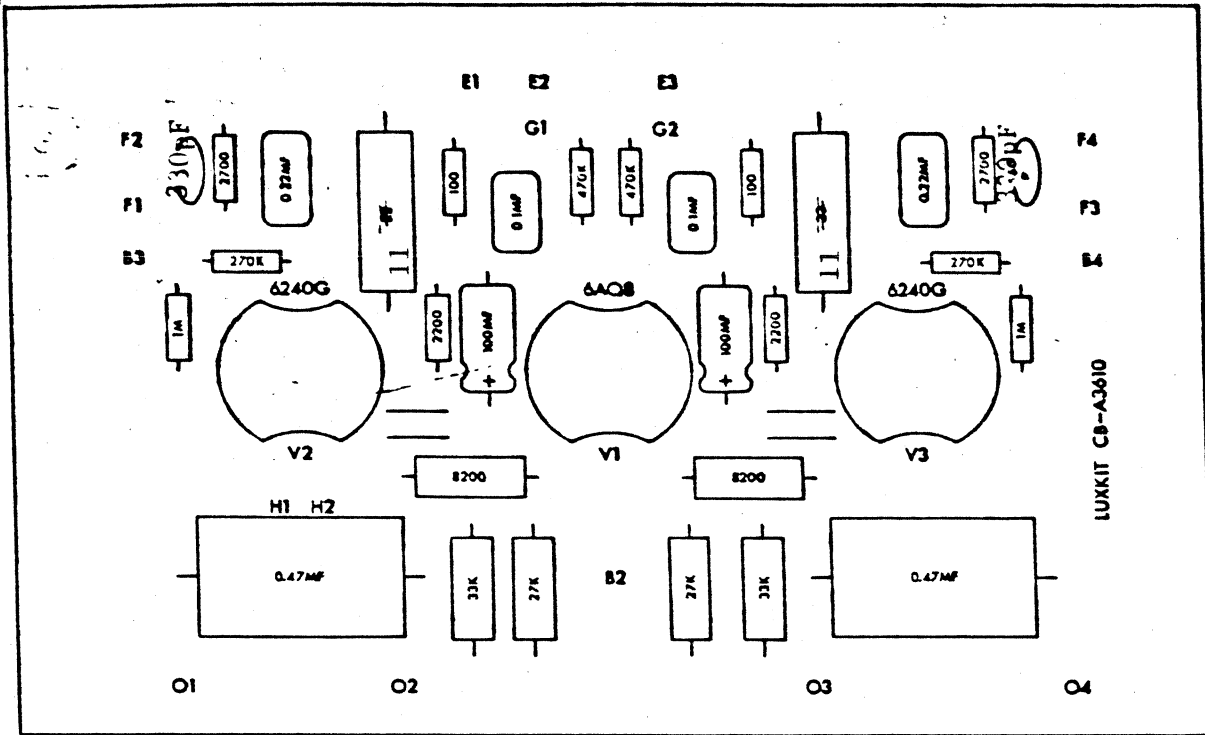 E1 E2 E3
G1 G2
F2 F4
330pF 2700 0.22MF 100 0.1MF 470K 470K 0.1MF 100 0.22MF 2700 330pF
F1 F3
11 11
B3 270K 270K B4
6240G 6AQ8 6240G
1M 2200 100MF 100MF 2200 1M
+ +
V2 V1 V3
LUXKIT CB-A3610
8200 8200
H1 H2
0.47MF 33K 27K B2 27K 33K 0.47MF
O1 O2 O3 O4